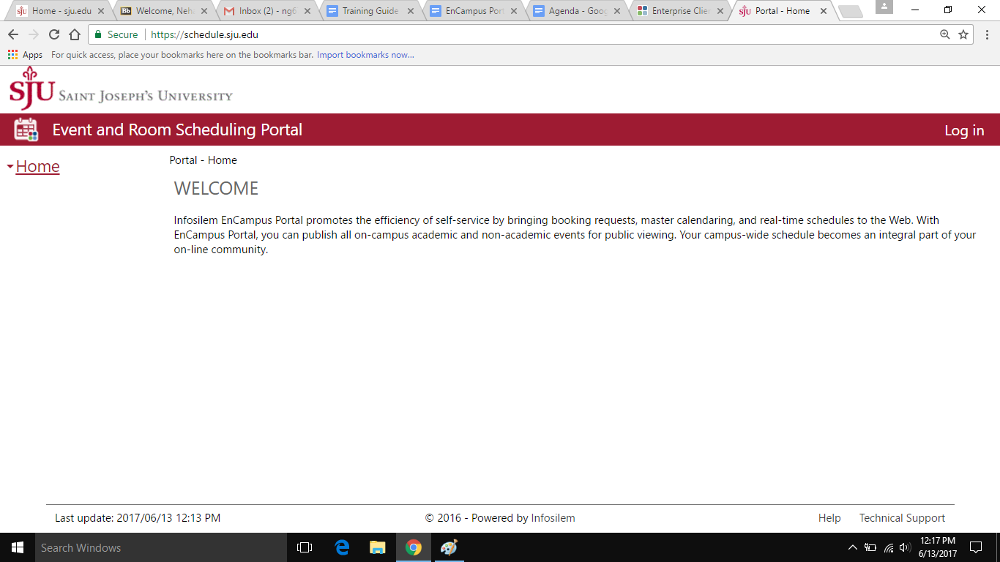 Home - sju.edu
Welcome, Neh
Inbox (2) - ng6
Training Guide
EnCampus Port
Agenda - Goog
Enterprise Clien
Portal - Home
Secure
https://schedule.sju.edu
Apps
For quick access, place your bookmarks here on the bookmarks bar. Import bookmarks now...
SJU SAINT JOSEPH'S UNIVERSITY
Event and Room Scheduling Portal
Log in
Home
Portal - Home
WELCOME
Infosilem EnCampus Portal promotes the efficiency of self-service by bringing booking requests, master calendaring, and real-time schedules to the Web. With
EnCampus Portal, you can publish all on-campus academic and non-academic events for public viewing. Your campus-wide schedule becomes an integral part of your
on-line community.
Last update: 2017/06/13 12:13 PM
© 2016 - Powered by Infosilem
Help
Technical Support
Search Windows
12:17 PM
6/13/2017